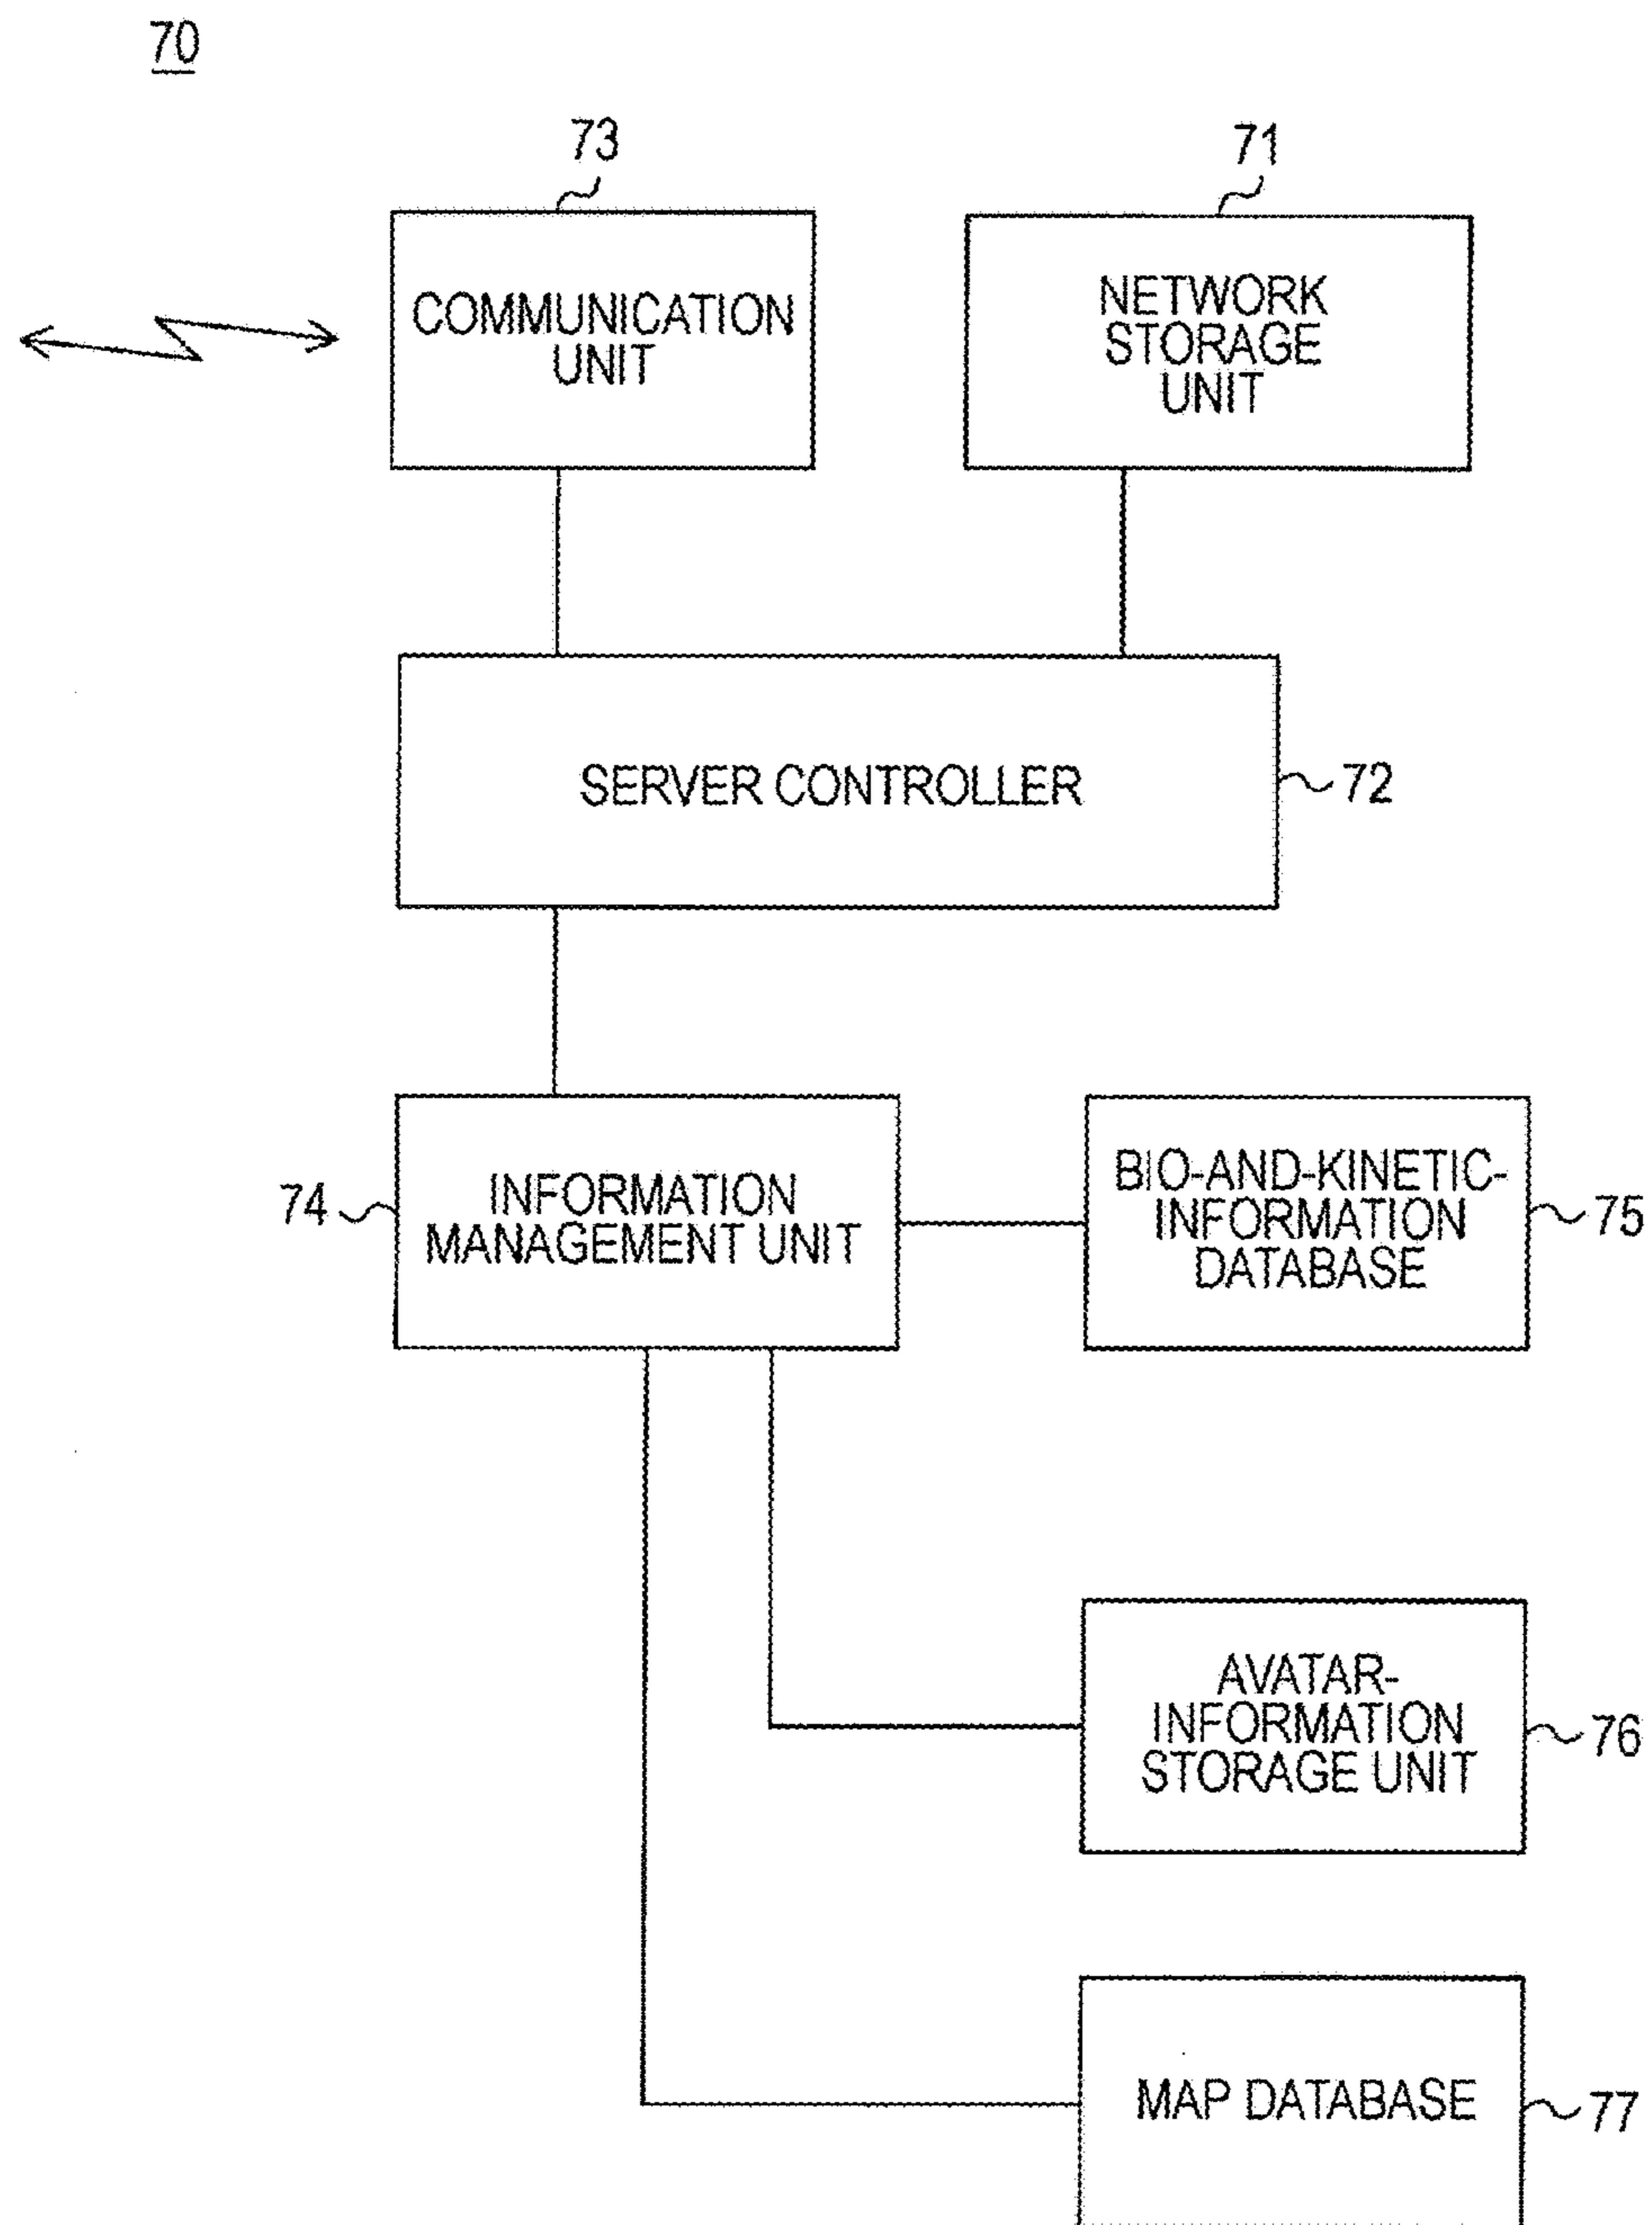 70
73
71
COMMUNICATION
UNIT
NETWORK
STORAGE
UNIT
SERVER CONTROLLER
72
74
INFORMATION
MANAGEMENT UNIT
BIO-AND-KINETIC-
INFORMATION
DATABASE
75
AVATAR-
INFORMATION
STORAGE UNIT
76
MAP DATABASE
77